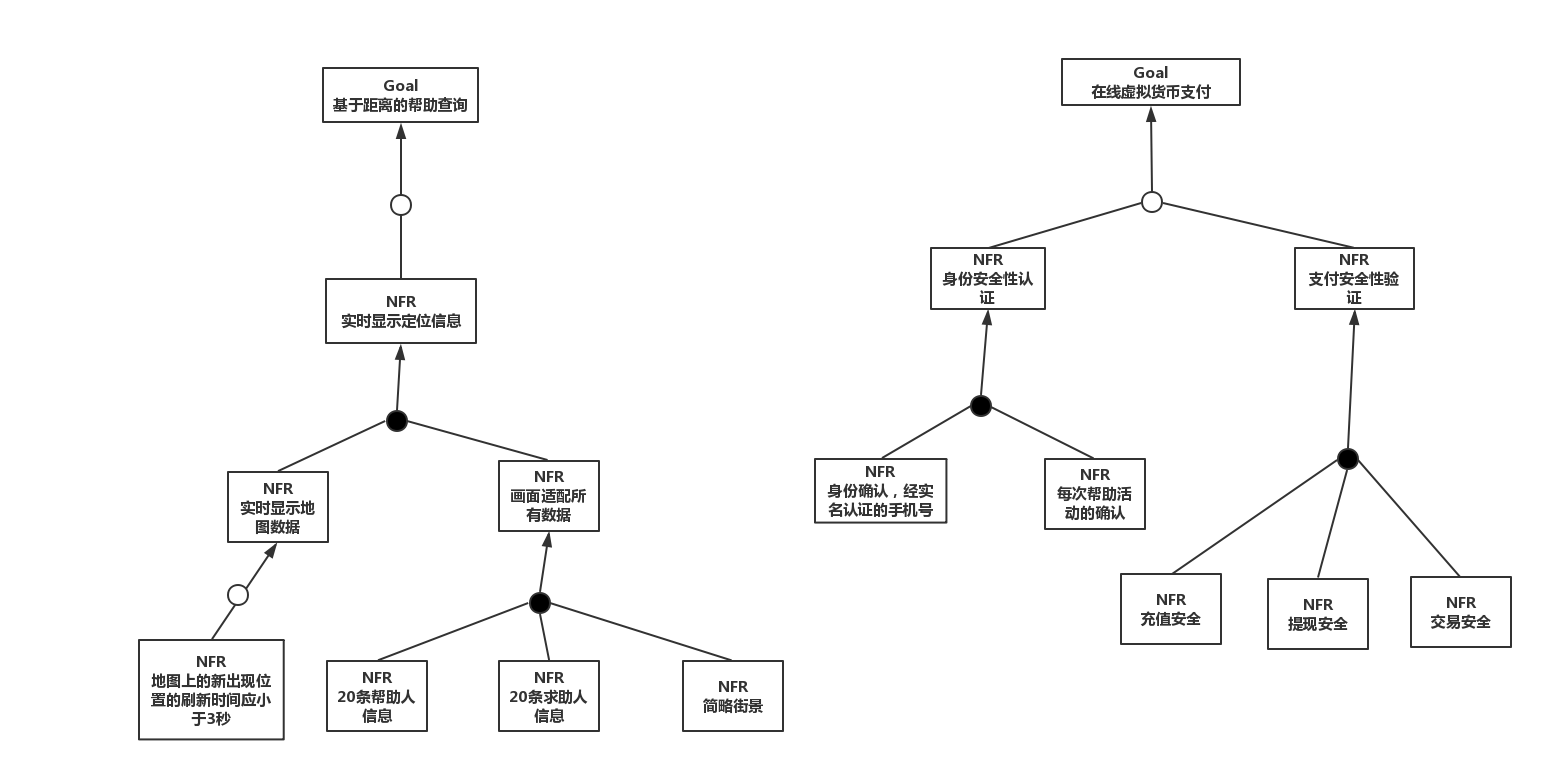 Goal
基于距离的帮助查询
NFR
实时显示定位信息
NFR
实时显示地
图数据
NFR
画面适配所
有数据
NFR
地图上的新出现位
置的刷新时间应小
于3秒
NFR
20条帮助人
信息
NFR
20条求助人
信息
NFR
简略街景
Goal
在线虚拟货币支付
NFR
身份安全性认
证
NFR
支付安全性验
证
NFR
身份确认，经实
名认证的手机号
NFR
每次帮助活
动的确认
NFR
充值安全
NFR
提现安全
NFR
交易安全